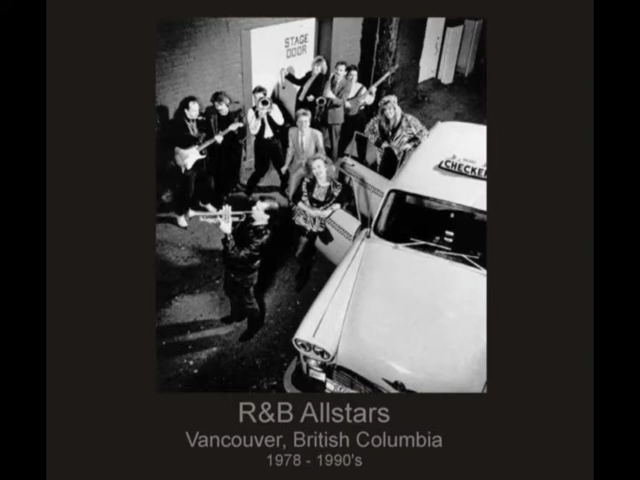 STAGE
DOOR
CHECKER
R&B Allstars
Vancouver, British Columbia
1978 - 1990's